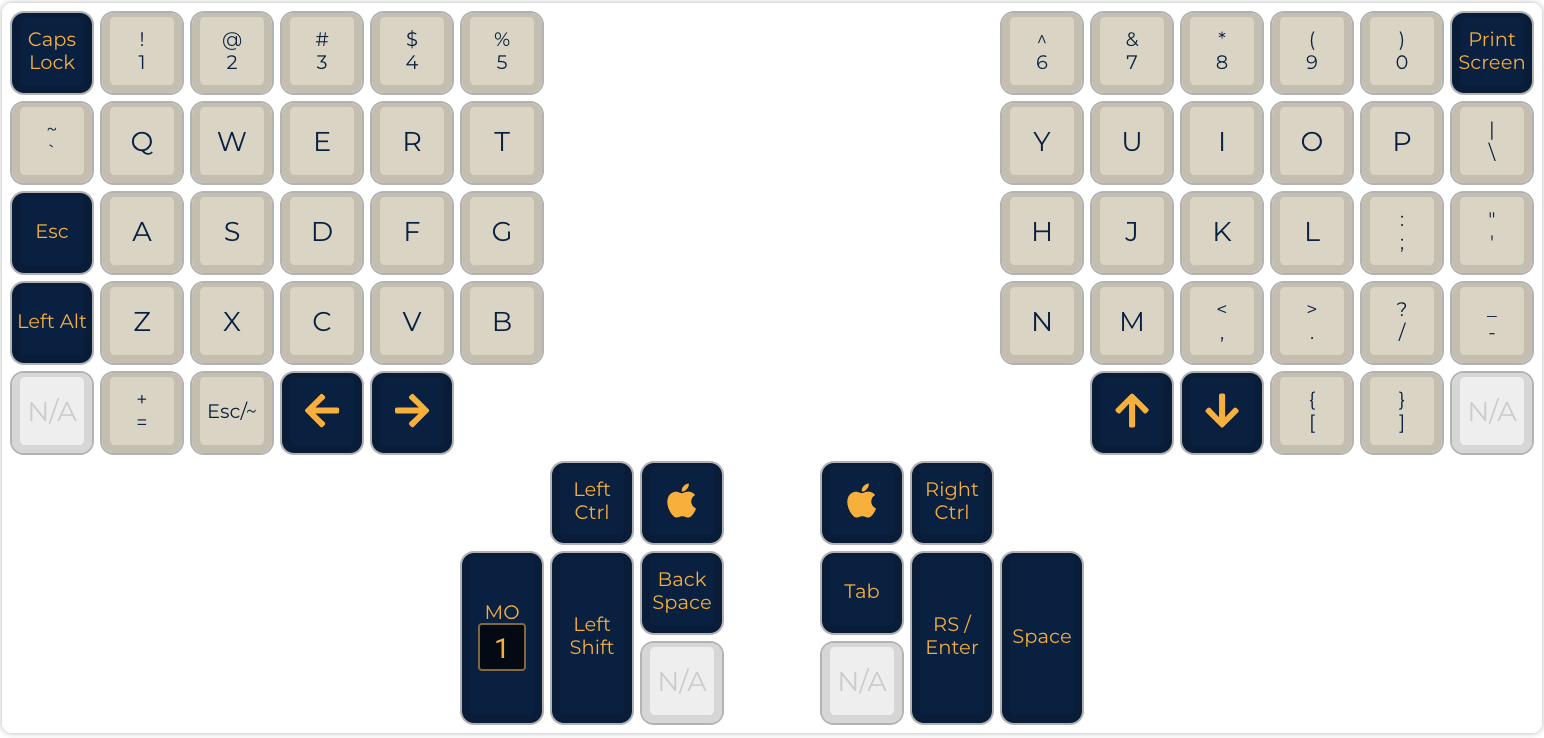 Caps
Lock
!
1
@
2
#
3
$
4
%
5
^
6
&
7
*
8
(
9
)
0
Print
Screen
~
`
Q
W
E
R
T
Y
U
I
O
P
|
\
Esc
A
S
D
F
G
H
J
K
L
:
;
"
'
Left Alt
Z
X
C
V
B
N
M
<
,
>
.
?
/
_
-
N/A
+
=
Esc/~
←
→
↑
↓
{
[
}
]
N/A
Left
Ctrl
Right
Ctrl
MO
1
Left
Shift
Back
Space
N/A
Tab
N/A
RS /
Enter
Space